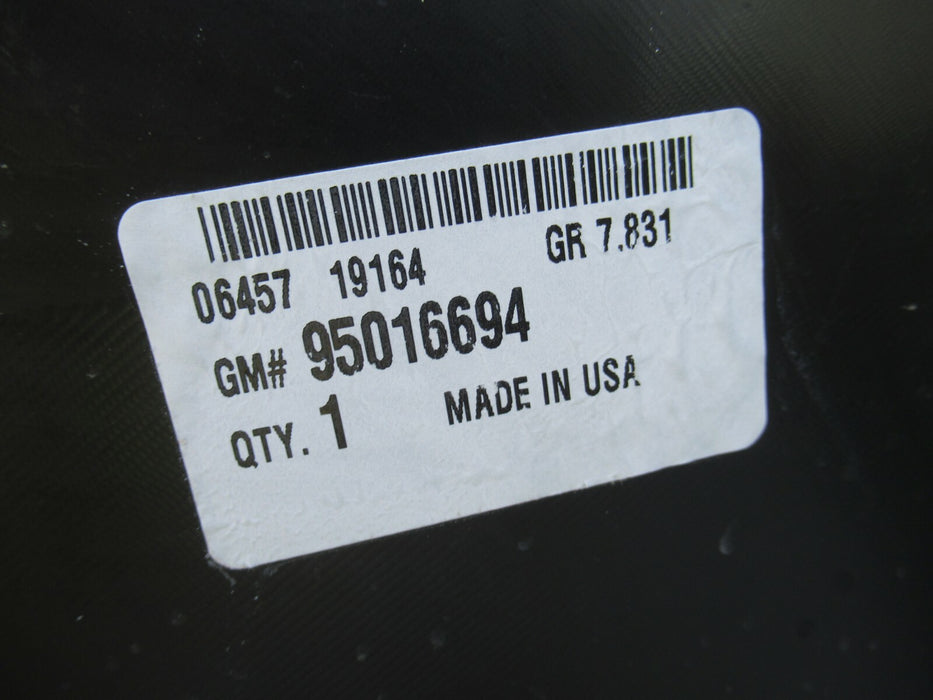 06457 19164 GR 7.831
GM# 95016694
QTY. 1 MADE IN USA